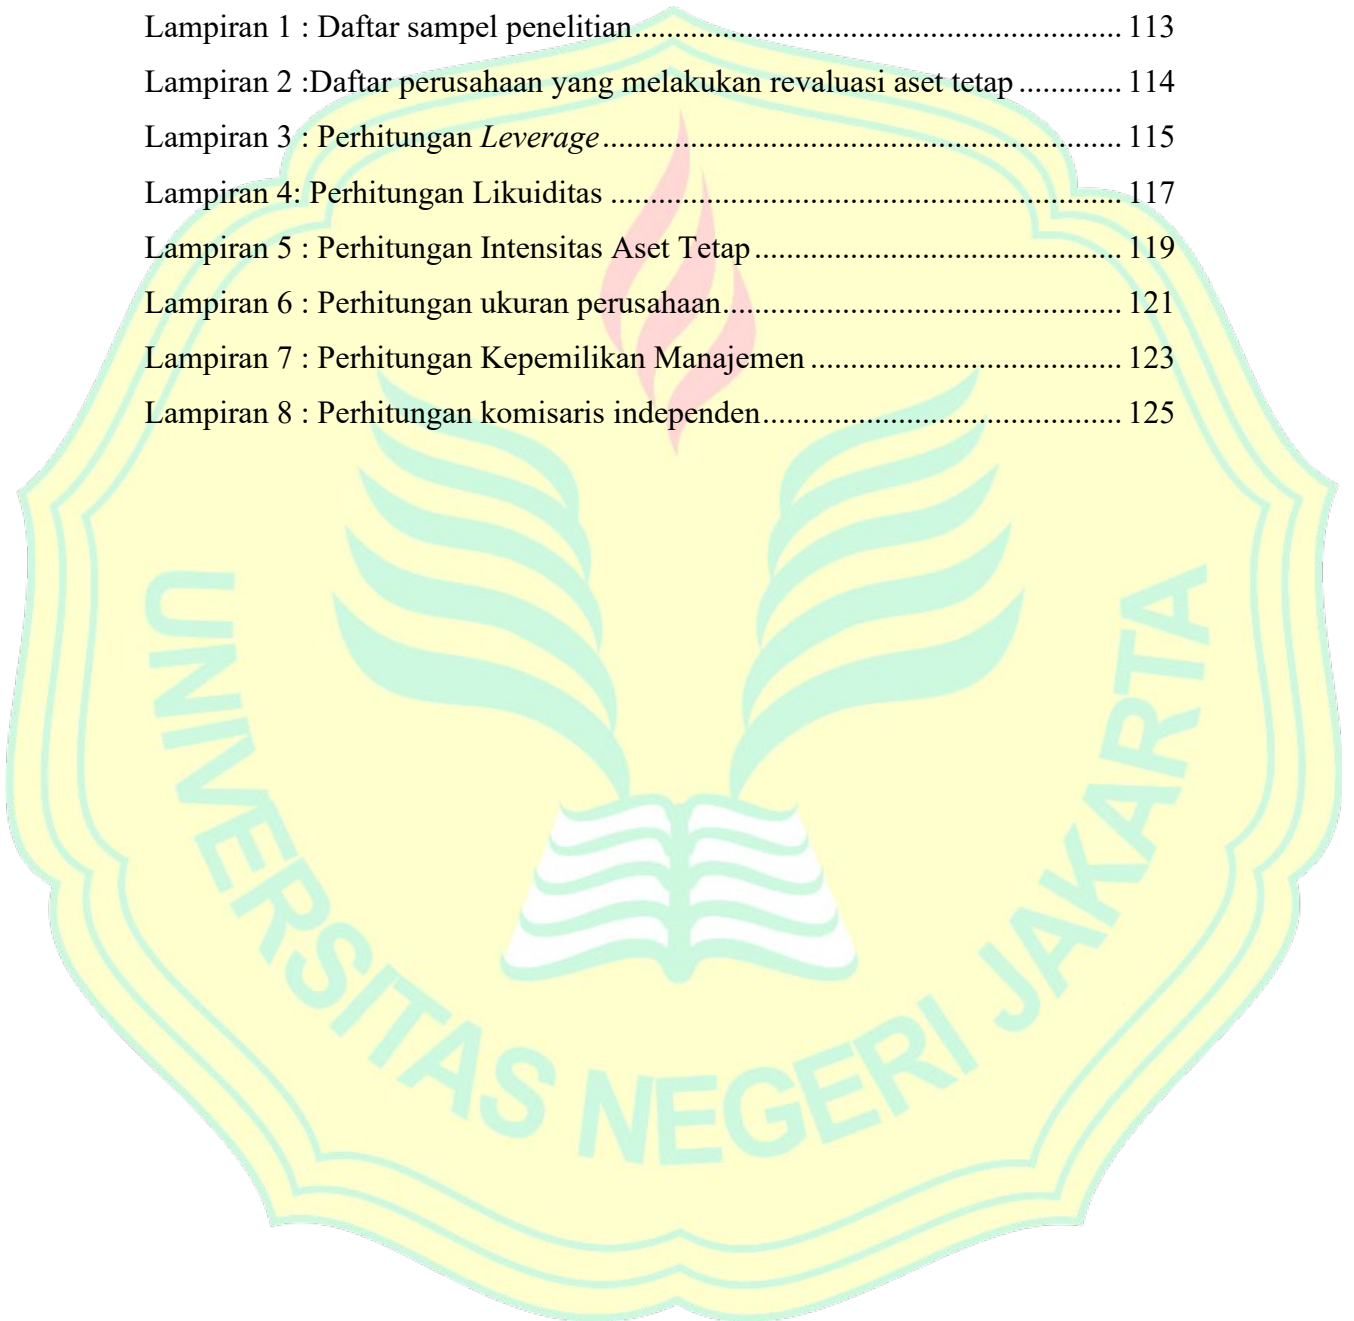 Lampiran 1 : Daftar sampel penelitian.............................................................. 113
Lampiran 2 :Daftar perusahaan yang melakukan revaluasi aset tetap ............. 114
Lampiran 3 : Perhitungan Leverage.................................................................. 115
Lampiran 4: Perhitungan Likuiditas ................................................................. 117
Lampiran 5 : Perhitungan Intensitas Aset Tetap............................................... 119
Lampiran 6 : Perhitungan ukuran perusahaan................................................... 121
Lampiran 7 : Perhitungan Kepemilikan Manajemen ........................................ 123
Lampiran 8 : Perhitungan komisaris independen.............................................. 125
UNIVERSITAS NEGERI JAKARTA